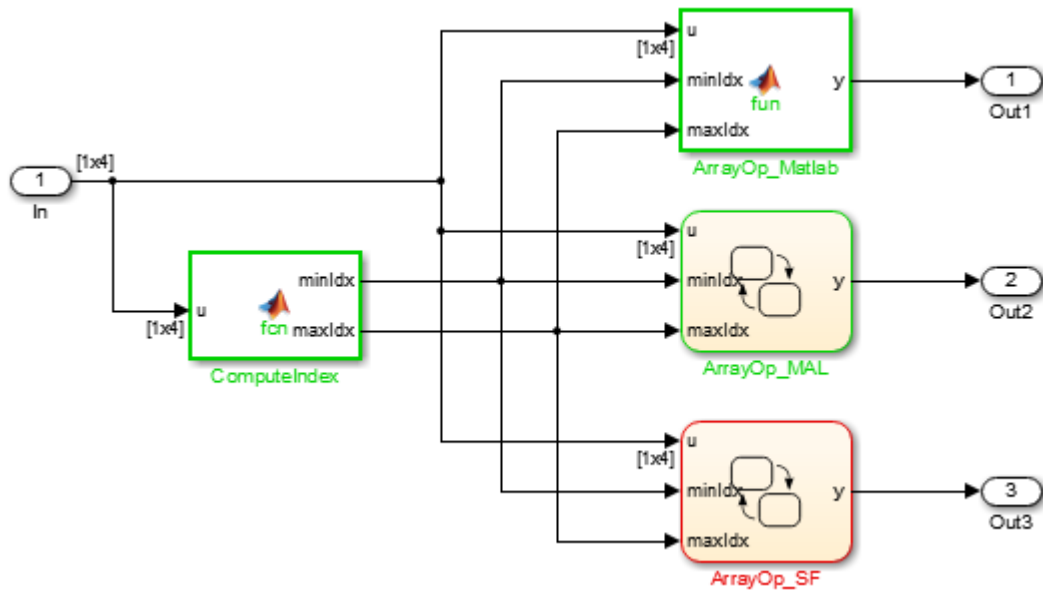 [1x4]
1
In
u
[1x4]
fcn
minIdx
maxIdx
ComputeIndex
u
[1x4]
minIdx
maxIdx
fun
y
ArrayOp_Matlab
1
Out1
u
[1x4]
minIdx
maxIdx
y
ArrayOp_MAL
2
Out2
u
[1x4]
minIdx
maxIdx
y
ArrayOp_SF
3
Out3